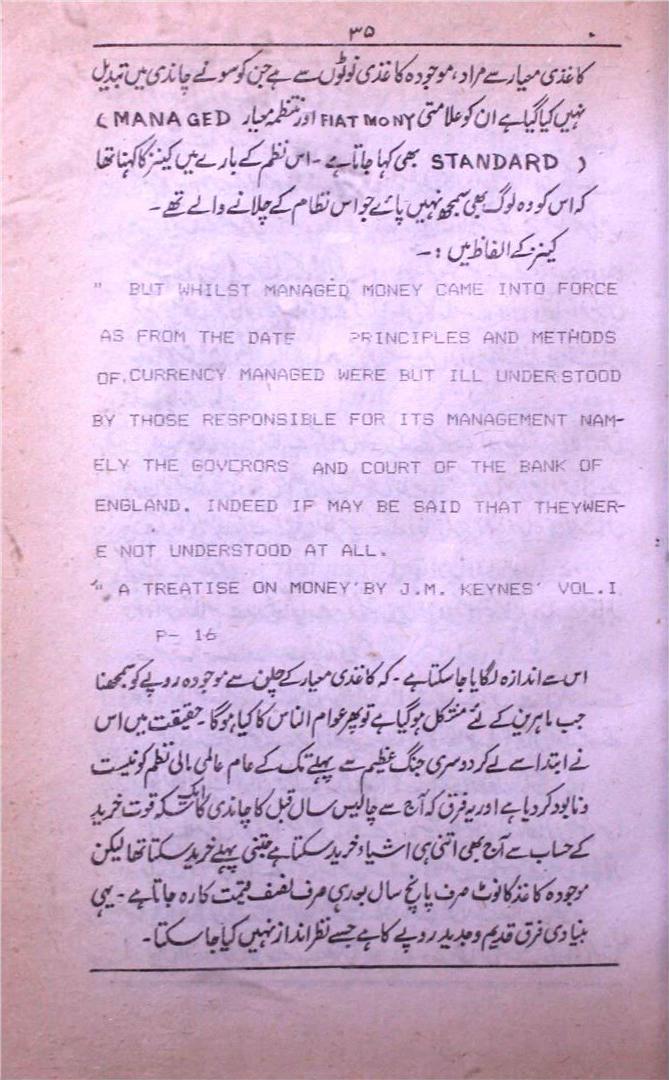 ۳۵
کاغذی معیار سے مراد، موجودہ کاغذی نوٹوں سے ہے جن کو سونے چاندی میں تبدیل
نہیں کیا گیا ہے ان کو علامتی FIAT MONY اور منتظمہ معیار (MANAGED
STANDARD) بھی کہا جاتا ہے ۔ اس نظم کے بارے میں کینز کا کہنا تھا
کہ اس کو وہ لوگ بھی سمجھ نہیں پائے جو اس نظام کے چلانے والے تھے ۔
کینز کے الفاظ میں :۔
" BUT WHILST MANAGED MONEY CAME INTO FORCE
AS FROM THE DATE PRINCIPLES AND METHODS
OF CURRENCY MANAGED WERE BUT ILL UNDERSTOOD
BY THOSE RESPONSIBLE FOR ITS MANAGEMENT NAM-
ELY THE GOVERORS AND COURT OF THE BANK OF
ENGLAND. INDEED IF MAY BE SAID THAT THEYWER-
E NOT UNDERSTOOD AT ALL.
" A TREATISE ON MONEY' BY J.M. KEYNES' VOL.I
P- 16
اس سے اندازہ لگایا جا سکتا ہے ۔ کہ کاغذی معیار کے چلن سے موجودہ روپے کو سمجھنا
جب ماہرین کے لئے مشکل ہو گیا ہے تو پھر عوام الناس کا کیا ہوگا ۔ حقیقت میں اس
نے ابتدا سے لے کر دوسری جنگ عظیم سے پہلے تک کے عام عالمی مالی نظم کو نیست
و نابود کر دیا ہے اور یہ فرق کہ آج سے چالیس سال قبل کا چاندی کا ایک سکہ قوت خرید
کے حساب سے آج بھی اتنی ہی اشیاء خرید سکتا ہے جتنی پہلے خرید سکتا تھا لیکن
موجودہ کاغذ کا نوٹ صرف پانچ سال بعد ہی صرف نصف قیمت کا رہ جاتا ہے ۔ یہی
بنیادی فرق قدیم و جدید روپے کا ہے جسے نظر انداز نہیں کیا جا سکتا ۔